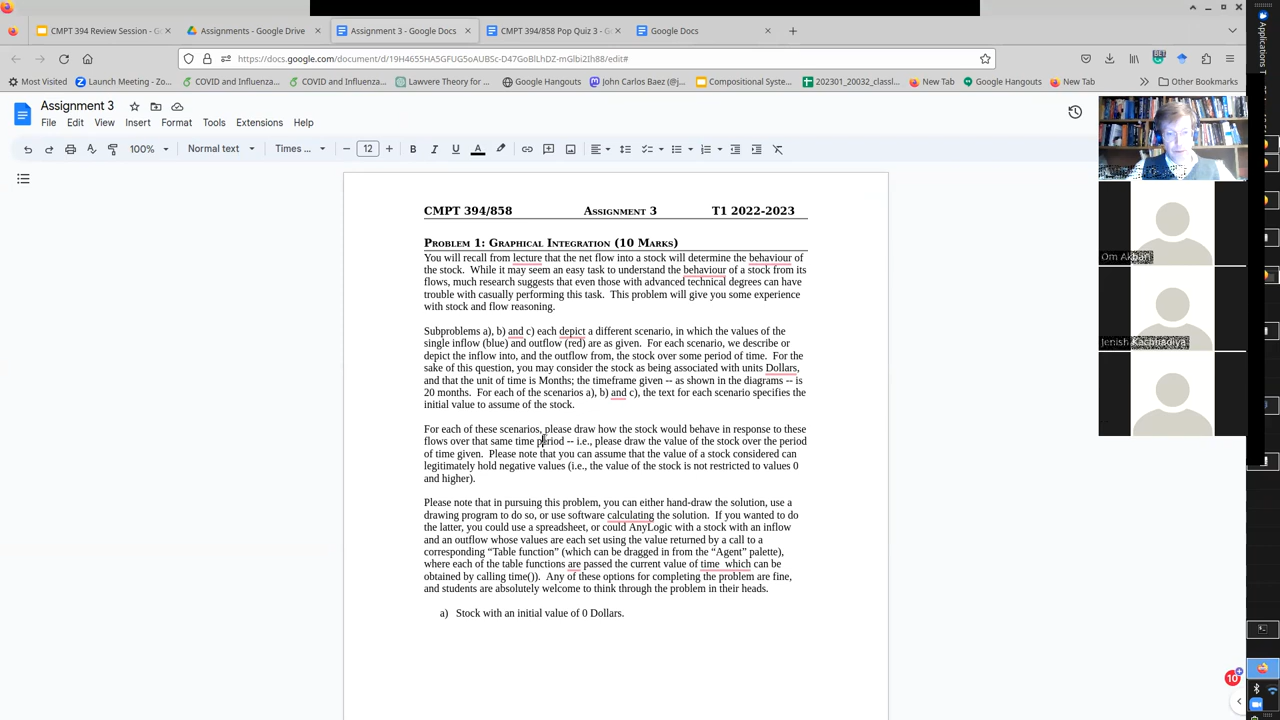 CMPT 394 Review Session - G
Assignments - Google Drive
Assignment 3 - Google Docs
CMPT 394/858 Pop Quiz 3 - G
Google Docs
https://docs.google.com/document/d/19H4655HA5GFUG5oAUBSc-D47GoBlLhDZ-mGlbi2Ih88/edit#
Most Visited
Launch Meeting - Zo...
COVID and Influenza...
COVID and Influenza...
Lawvere Theory of ...
Google Hangouts
John Carlos Baez (@j...
Compositional Syste...
202301_20032_classl...
New Tab
Google Hangouts
New Tab
Other Bookmarks
Assignment 3
File Edit View Insert Format Tools Extensions Help
100% Normal text Times ... 12
CMPT 394/858 Assignment 3 T1 2022-2023
Problem 1: Graphical Integration (10 Marks)
You will recall from lecture that the net flow into a stock will determine the behaviour of
the stock. While it may seem an easy task to understand the behaviour of a stock from its
flows, much research suggests that even those with advanced technical degrees can have
trouble with casually performing this task. This problem will give you some experience
with stock and flow reasoning.
Subproblems a), b) and c) each depict a different scenario, in which the values of the
single inflow (blue) and outflow (red) are as given. For each scenario, we describe or
depict the inflow into, and the outflow from, the stock over some period of time. For the
sake of this question, you may consider the stock as being associated with units Dollars,
and that the unit of time is Months; the timeframe given -- as shown in the diagrams -- is
20 months. For each of the scenarios a), b) and c), the text for each scenario specifies the
initial value to assume of the stock.
For each of these scenarios, please draw how the stock would behave in response to these
flows over that same time period -- i.e., please draw the value of the stock over the period
of time given. Please note that you can assume that the value of a stock considered can
legitimately hold negative values (i.e., the value of the stock is not restricted to values 0
and higher).
Please note that in pursuing this problem, you can either hand-draw the solution, use a
drawing program to do so, or use software calculating the solution. If you wanted to do
the latter, you could use a spreadsheet, or could AnyLogic with a stock with an inflow
and an outflow whose values are each set using the value returned by a call to a
corresponding “Table function” (which can be dragged in from the “Agent” palette),
where each of the table functions are passed the current value of time which can be
obtained by calling time()). Any of these options for completing the problem are fine,
and students are absolutely welcome to think through the problem in their heads.
a) Stock with an initial value of 0 Dollars.
Om Akbari
Jenish Kachhadiya
Applications
10